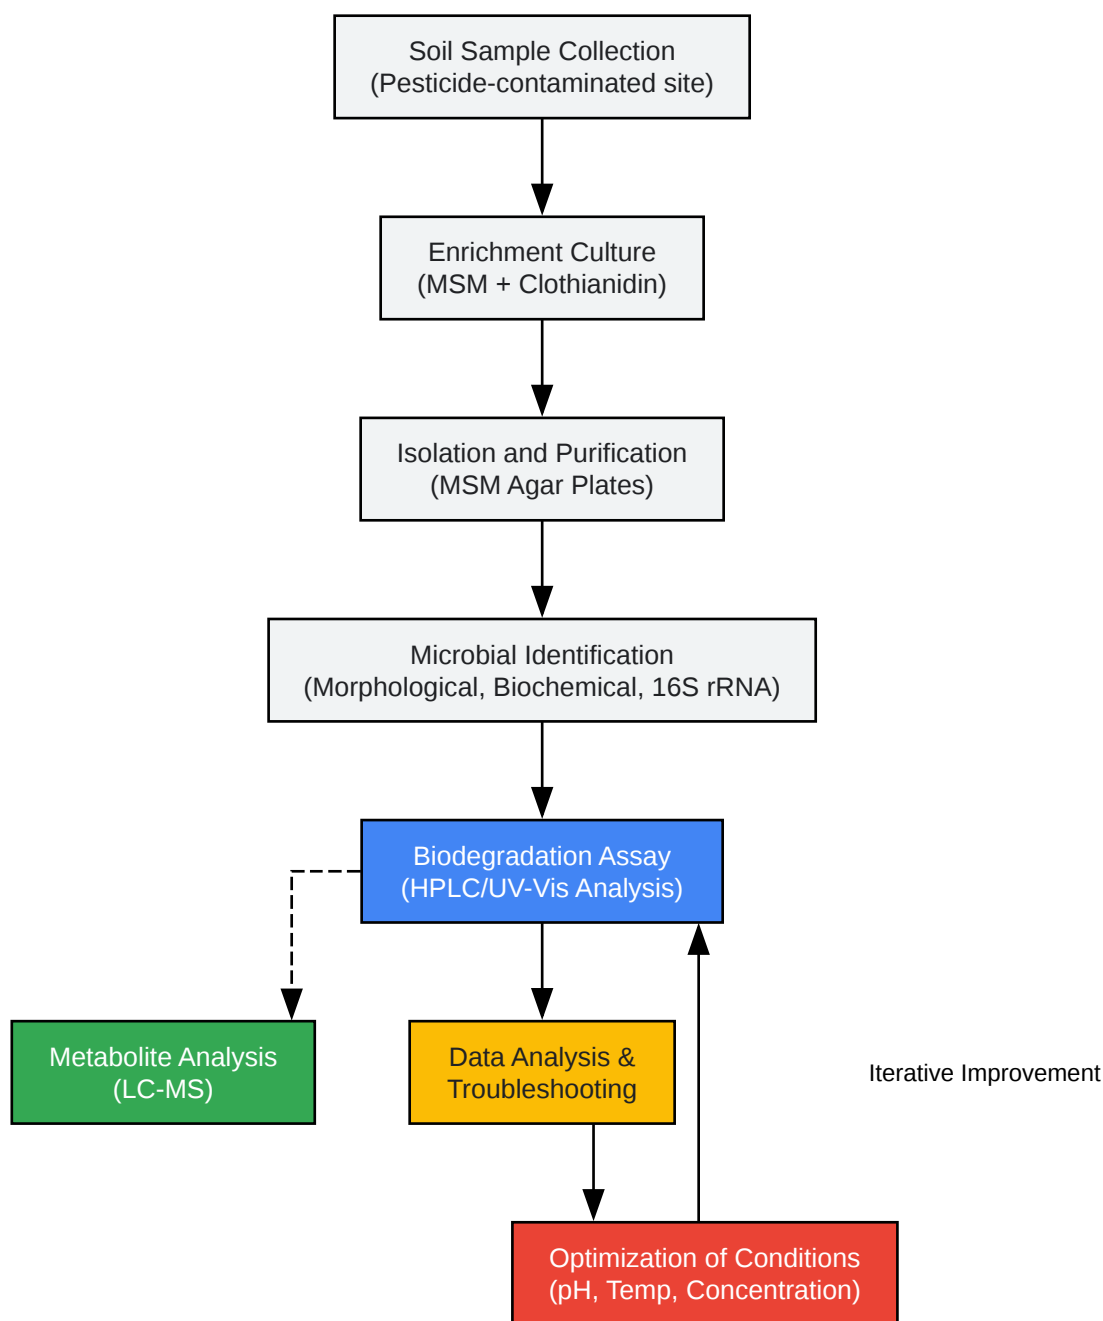 Soil Sample Collection
(Pesticide-contaminated site)
Enrichment Culture
(MSM + Clothianidin)
Isolation and Purification
(MSM Agar Plates)
Microbial Identification
(Morphological, Biochemical, 16S rRNA)
Biodegradation Assay
(HPLC/UV-Vis Analysis)
Metabolite Analysis
(LC-MS)
Data Analysis &
Troubleshooting
Iterative Improvement
Optimization of Conditions
(pH, Temp, Concentration)